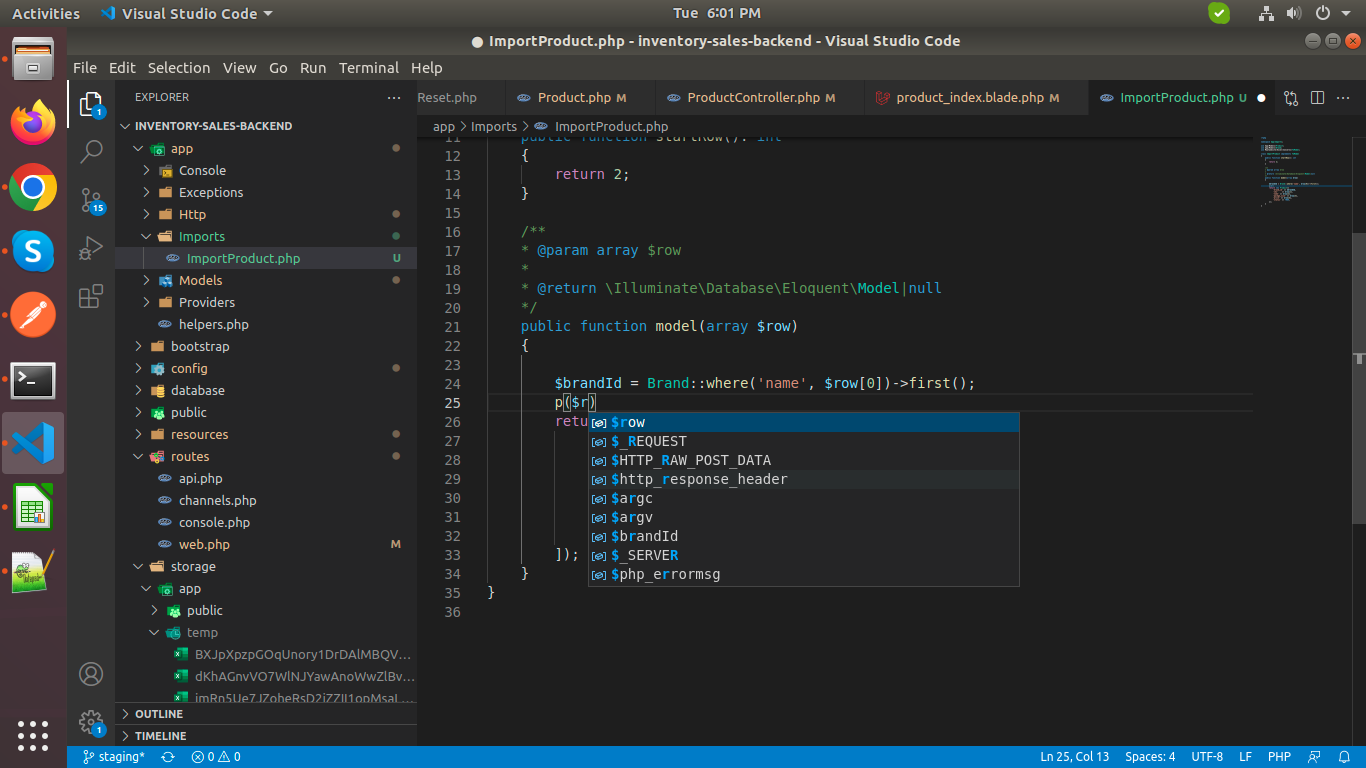 Activities Visual Studio Code Tue 6:01 PM
ImportProduct.php - inventory-sales-backend - Visual Studio Code
File Edit Selection View Go Run Terminal Help
EXPLORER
INVENTORY-SALES-BACKEND
app
Console
Exceptions
Http
Imports
ImportProduct.php U
Models
Providers
helpers.php
bootstrap
config
database
public
resources
routes
api.php
channels.php
console.php
web.php M
storage
app
public
temp
BXJpXpzpGOqUnory1DrDAlMBQV...
dKhAGnvVO7WlNJYawAnoWwZlBv...
OUTLINE
TIMELINE
1
15
1
Reset.php Product.php M ProductController.php M product_index.blade.php M ImportProduct.php U
app > Imports > ImportProduct.php
11 public function startRow(): int
12 {
13 return 2;
14 }
15
16 /**
17 * @param array $row
18 *
19 * @return \Illuminate\Database\Eloquent\Model|null
20 */
21 public function model(array $row)
22 {
23
24 $brandId = Brand::where('name', $row[0])->first();
25 p($r)
26 retu
27
28
29
30
31
32
33 ]);
34 }
35 }
36
$row
$_REQUEST
$HTTP_RAW_POST_DATA
$http_response_header
$argc
$argv
$brandId
$_SERVER
$php_errormsg
staging* 0 0 Ln 25, Col 13 Spaces: 4 UTF-8 LF PHP